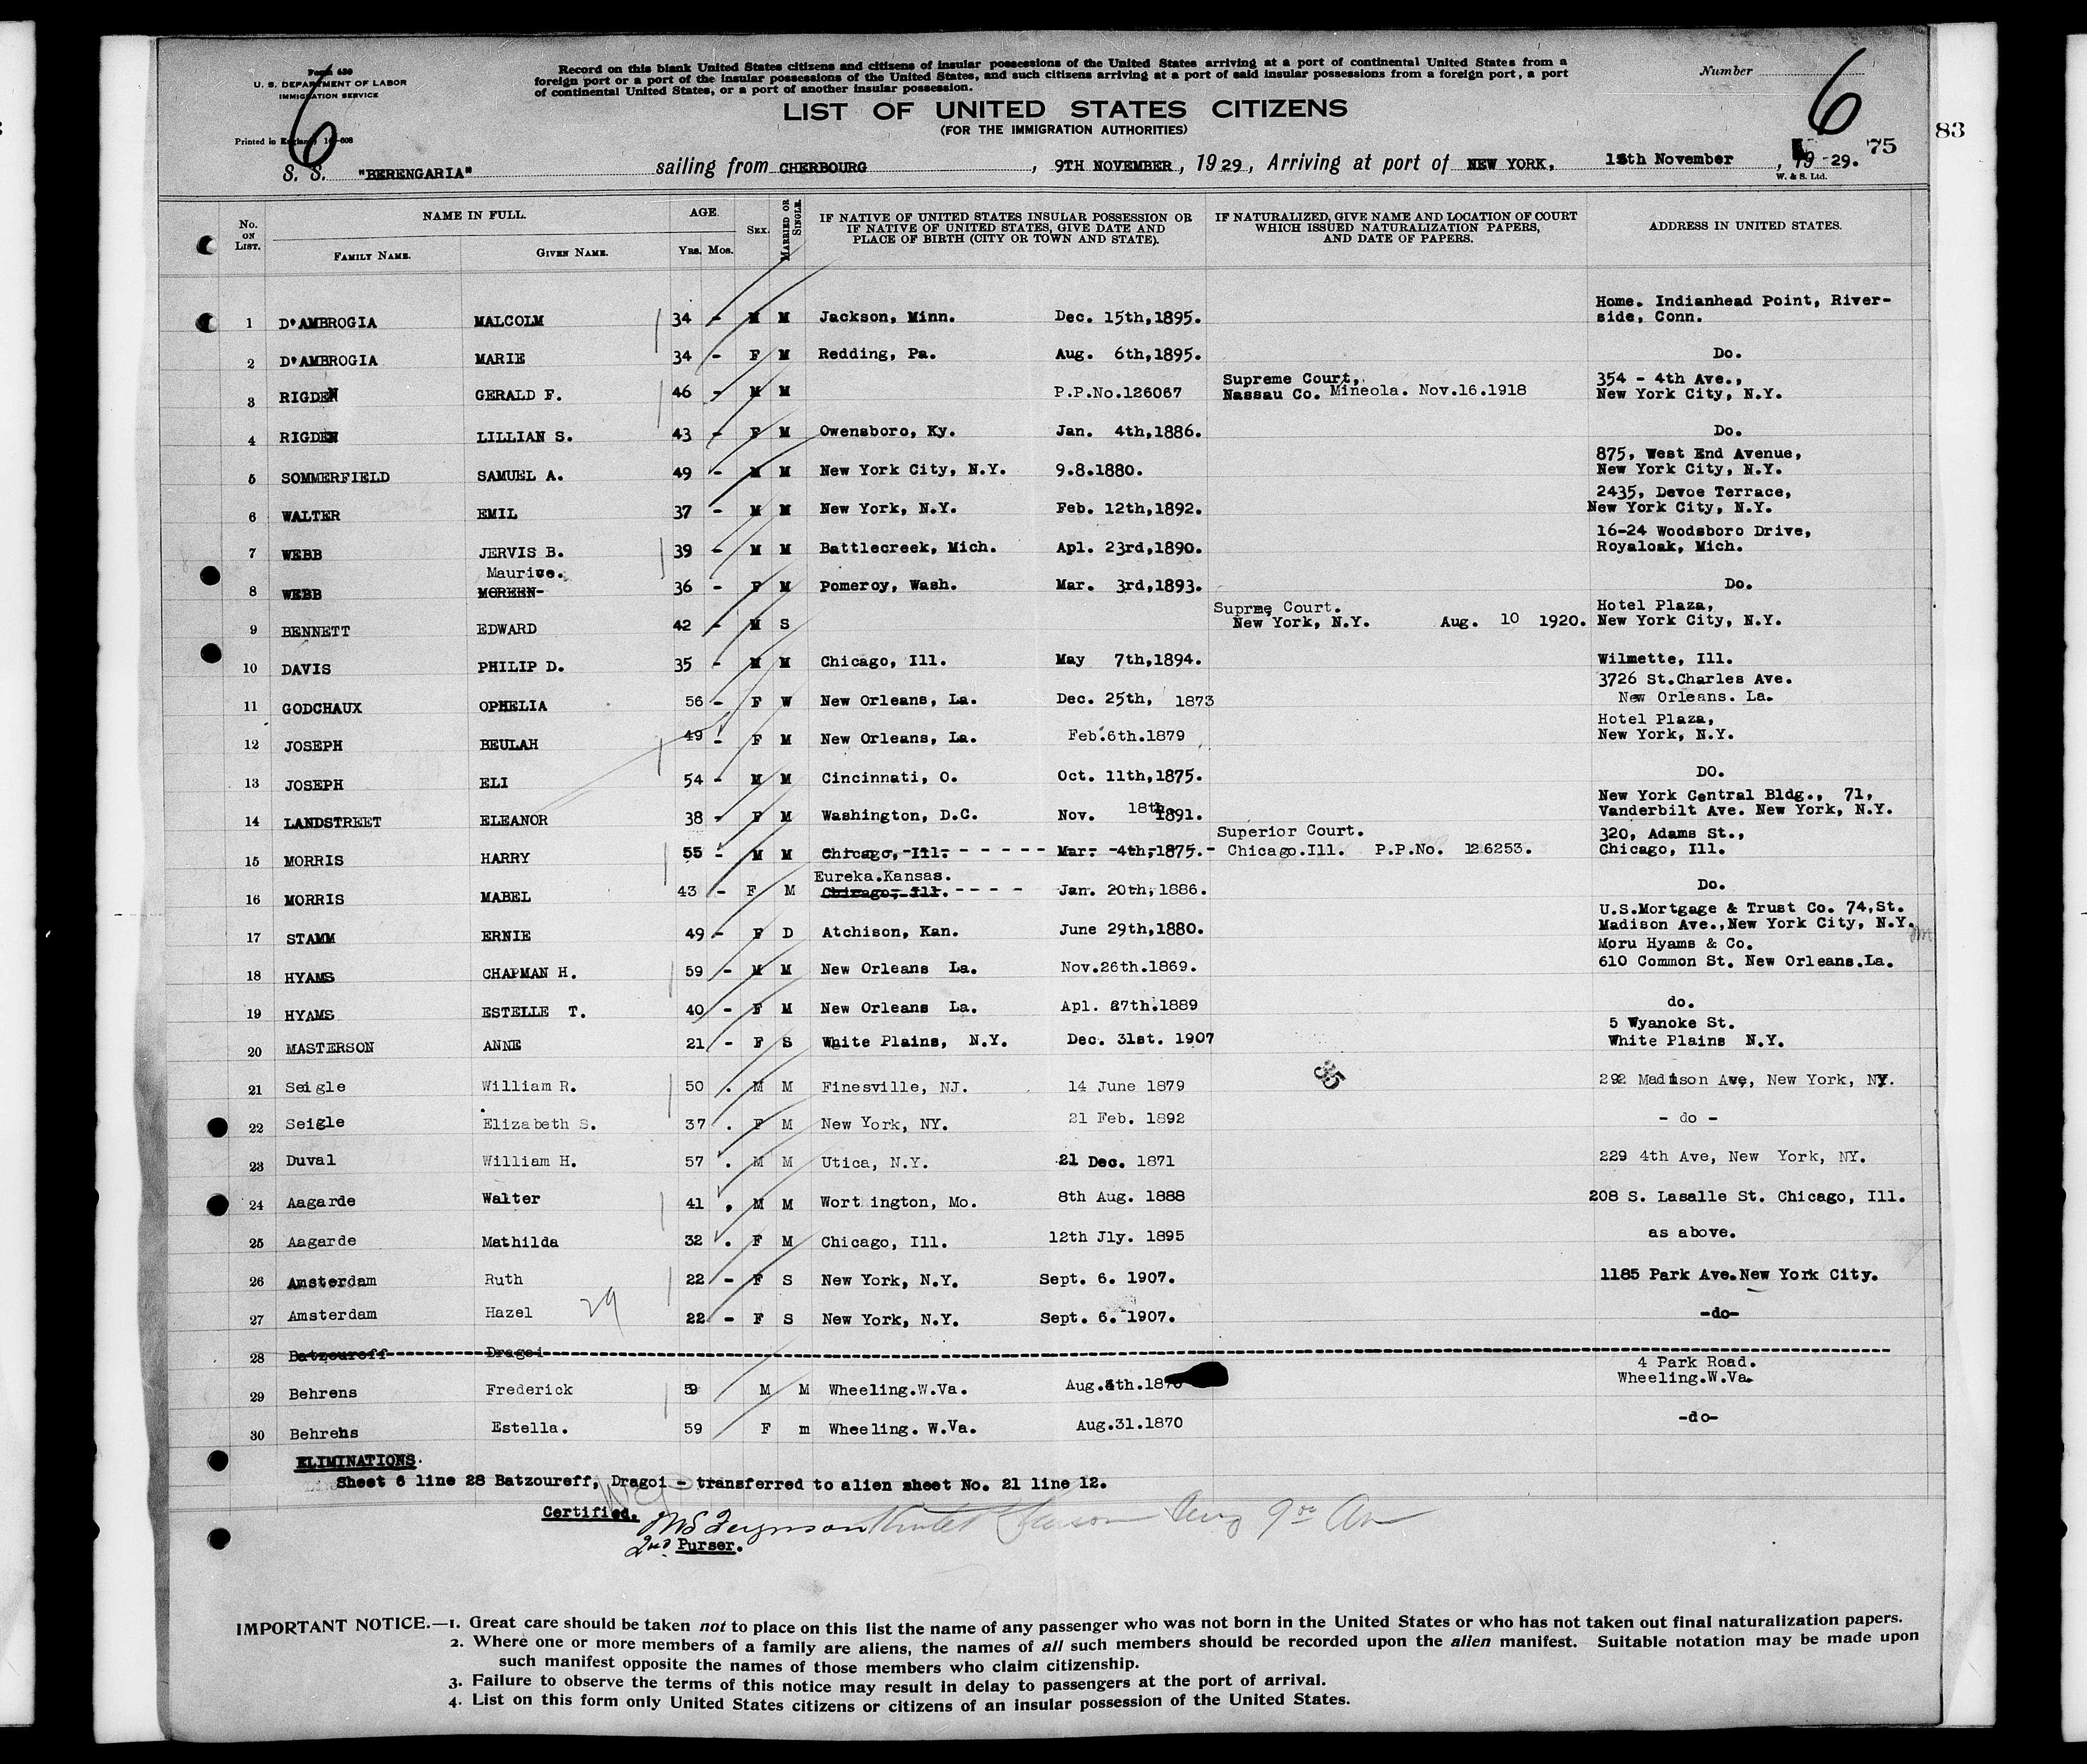 Form 630
U. S. DEPARTMENT OF LABOR
IMMIGRATION SERVICE
Printed in England
6
Record on this blank United States citizens and citizens of insular possessions of the United States arriving at a port of continental United States from a
foreign port or a port of the insular possessions of the United States, and such citizens arriving at a port of said insular possessions from a foreign port, a port
of continental United States, or a port of another insular possession.
Number 6
LIST OF UNITED STATES CITIZENS
(FOR THE IMMIGRATION AUTHORITIES)
83
75
S. S. "BERENGARIA" sailing from CHERBOURG, 9TH NOVEMBER, 1929, Arriving at port of NEW YORK, 15th November, 19-29.
W. & S. Ltd.
No. ON LIST. NAME IN FULL. FAMILY NAME. GIVEN NAME. AGE. YRS. MOS. SEX. MARRIED OR SINGLE. IF NATIVE OF UNITED STATES INSULAR POSSESSION OR IF NATIVE OF UNITED STATES, GIVE DATE AND PLACE OF BIRTH (CITY OR TOWN AND STATE). IF NATURALIZED, GIVE NAME AND LOCATION OF COURT WHICH ISSUED NATURALIZATION PAPERS, AND DATE OF PAPERS. ADDRESS IN UNITED STATES.
1 D'AMBROGIA MALCOLM 34 - M M Jackson, Minn. Dec. 15th,1895. Home. Indianhead Point, River-
side, Conn.
2 D'AMBROGIA MARIE 34 - F M Redding, Pa. Aug. 6th,1895. Do.
3 RIGDEN GERALD F. 46 - M M P.P.No.126067 Supreme Court, Nassau Co. Mineola. Nov.16.1918 354 - 4th Ave.,
New York City, N.Y.
4 RIGDEN LILLIAN S. 43 - F M Owensboro, Ky. Jan. 4th,1886. Do.
5 SOMMERFIELD SAMUEL A. 49 - M M New York City, N.Y. 9.8.1880. 875, West End Avenue,
New York City, N.Y.
6 WALTER EMIL 37 - M M New York, N.Y. Feb. 12th,1892. 2435, Devoe Terrace,
New York City, N.Y.
7 WEBB JERVIS B. 39 - M M Battlecreek, Mich. Apl. 23rd,1890. 16-24 Woodsboro Drive,
Royaloak, Mich.
Maurice.
8 WEBB MOREEN- 36 - F M Pomeroy, Wash. Mar. 3rd,1893. Do.
9 BENNETT EDWARD 42 - M S Suprme Court. New York, N.Y. Aug. 10 1920. Hotel Plaza,
New York City, N.Y.
10 DAVIS PHILIP D. 35 - M M Chicago, Ill. May 7th,1894. Wilmette, Ill.
11 GODCHAUX OPHELIA 56 - F W New Orleans, La. Dec. 25th, 1873 3726 St.Charles Ave.
New Orleans. La.
12 JOSEPH BEULAH 49 - F M New Orleans, La. Feb.6th.1879 Hotel Plaza,
New York, N.Y.
13 JOSEPH ELI 54 - M M Cincinnati, O. Oct. 11th,1875. DO.
14 LANDSTREET ELEANOR 38 - F M Washington, D.C. Nov. 18th 1891. New York Central Bldg., 71,
Vanderbilt Ave. New York, N.Y.
15 MORRIS HARRY 55 - M M Chicago, Ill. Mar. 4th,1875. Superior Court. Chicago.Ill. P.P.No. 126253. 320, Adams St.,
Chicago, Ill.
Eureka.Kansas.
16 MORRIS MABEL 43 - F M Chicago, Ill. Jan. 20th,1886. Do.
17 STAMM ERNIE 49 - F D Atchison, Kan. June 29th,1880. U.S.Mortgage & Trust Co. 74,St.
Madison Ave.,New York City, N.Y.
18 HYAMS CHAPMAN H. 59 - M M New Orleans La. Nov.26th.1869. Moru Hyams & Co.
610 Common St. New Orleans.La.
19 HYAMS ESTELLE T. 40 - F M New Orleans La. Apl. 27th.1889 do.
20 MASTERSON ANNE 21 - F S White Plains, N.Y. Dec. 31st. 1907 5 Wyanoke St.
White Plains N.Y.
35
21 Seigle William R. 50 . M M Finesville, NJ. 14 June 1879 292 Madison Ave, New York, NY.
22 Seigle Elizabeth S. 37 . F M New York, NY. 21 Feb. 1892 - do -
23 Duval William H. 57 . M M Utica, N.Y. 21 Dec. 1871 229 4th Ave, New York, NY.
24 Aagarde Walter 41 , M M Wort ington, Mo. 8th Aug. 1888 208 S. Lasalle St. Chicago, Ill.
25 Aagarde Mathilda 32 . F M Chicago, Ill. 12th Jly. 1895 as above.
26 Amsterdam Ruth 22 - F S New York, N.Y. Sept. 6. 1907. 1185 Park Ave.New York City.
27 Amsterdam Hazel 29 22 - F S New York, N.Y. Sept. 6. 1907. -do-
28 Batzoureff Dragoi
29 Behrens Frederick 59 M M Wheeling.W.Va. Aug.4th.1870 4 Park Road.
Wheeling.W.Va.
30 Behrens Estella. 59 F m Wheeling. W.Va. Aug.31.1870 -do-
ELIMINATIONS.
Sheet 6 line 28 Batzoureff, Dragoi - transferred to alien sheet No. 21 line 12.
Certified.
Ferguson
2nd Purser.
IMPORTANT NOTICE.—1. Great care should be taken not to place on this list the name of any passenger who was not born in the United States or who has not taken out final naturalization papers.
2. Where one or more members of a family are aliens, the names of all such members should be recorded upon the alien manifest. Suitable notation may be made upon
such manifest opposite the names of those members who claim citizenship.
3. Failure to observe the terms of this notice may result in delay to passengers at the port of arrival.
4. List on this form only United States citizens or citizens of an insular possession of the United States.